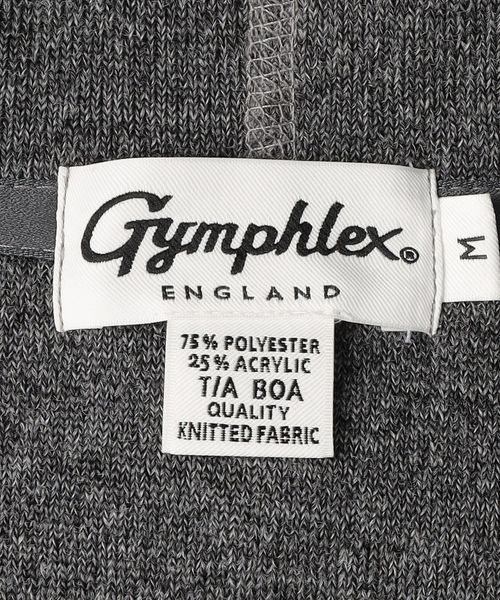 Gymphlex®
ENGLAND
M
75% POLYESTER
25% ACRYLIC
T/A BOA
QUALITY
KNITTED FABRIC